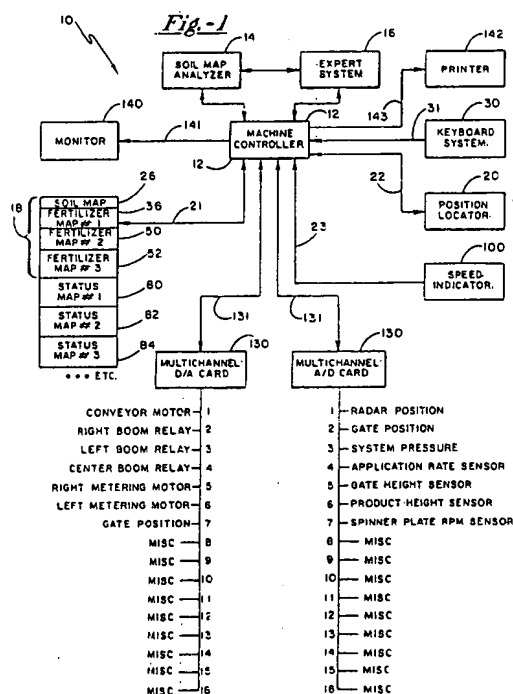 Fig.-1
10
14
SOIL MAP
ANALYZER
16
EXPERT
SYSTEM
142
PRINTER
140
MONITOR
141
12
MACHINE
CONTROLLER
12
143
31
30
KEYBOARD
SYSTEM.
22
20
POSITION
LOCATOR.
23
100
SPEED
INDICATOR.
18
26
SOIL MAP
36
FERTILIZER
MAP # 1
21
50
FERTILIZER
MAP # 2
52
FERTILIZER
MAP # 3
80
STATUS
MAP # 1
82
STATUS
MAP # 2
84
STATUS
MAP # 3
••• ETC.
131
131
130
MULTICHANNEL
D/A CARD
130
MULTICHANNEL
A/D CARD
CONVEYOR MOTOR 1
RIGHT BOOM RELAY 2
LEFT BOOM RELAY 3
CENTER BOOM RELAY 4
RIGHT METERING MOTOR 5
LEFT METERING MOTOR 6
GATE POSITION 7
MISC 8
MISC 9
MISC 10
MISC 11
MISC 12
MISC 13
MISC 14
MISC 15
MISC 16
1 RADAR POSITION
2 GATE POSITION
3 SYSTEM PRESSURE
4 APPLICATION RATE SENSOR
5 GATE HEIGHT SENSOR
6 PRODUCT HEIGHT SENSOR
7 SPINNER PLATE RPM SENSOR
8 MISC
9 MISC
10 MISC
11 MISC
12 MISC
13 MISC
14 MISC
15 MISC
16 MISC